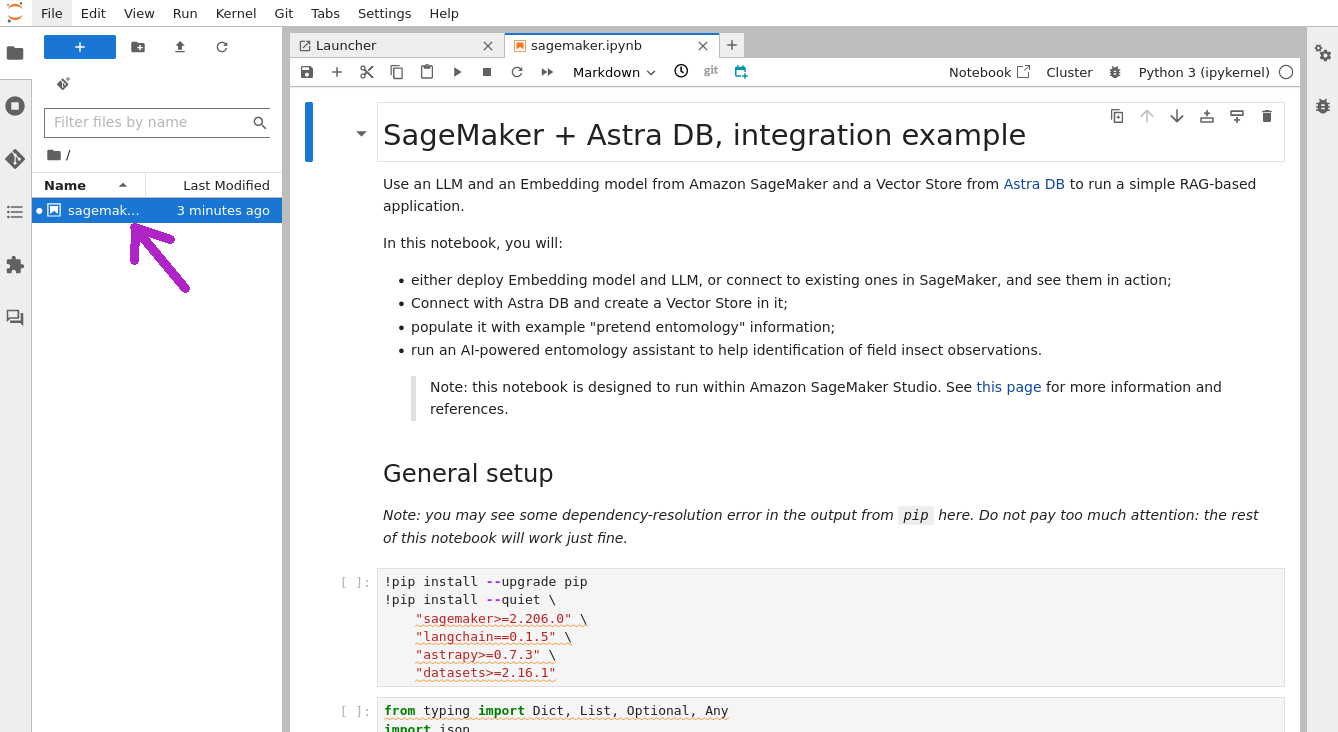 File Edit View Run Kernel Git Tabs Settings Help
Launcher
sagemaker.ipynb
Markdown
git
Notebook
Cluster
Python 3 (ipykernel)
Filter files by name
/
Name
Last Modified
sagemak...
3 minutes ago
SageMaker + Astra DB, integration example
Use an LLM and an Embedding model from Amazon SageMaker and a Vector Store from Astra DB to run a simple RAG-based
application.
In this notebook, you will:
• either deploy Embedding model and LLM, or connect to existing ones in SageMaker, and see them in action;
• Connect with Astra DB and create a Vector Store in it;
• populate it with example "pretend entomology" information;
• run an AI-powered entomology assistant to help identification of field insect observations.
Note: this notebook is designed to run within Amazon SageMaker Studio. See this page for more information and
references.
General setup
Note: you may see some dependency-resolution error in the output from pip here. Do not pay too much attention: the rest
of this notebook will work just fine.
[ ]: !pip install --upgrade pip
!pip install --quiet \
"sagemaker>=2.206.0" \
"langchain==0.1.5" \
"astrapy>=0.7.3" \
"datasets>=2.16.1"
[ ]: from typing import Dict, List, Optional, Any
import json